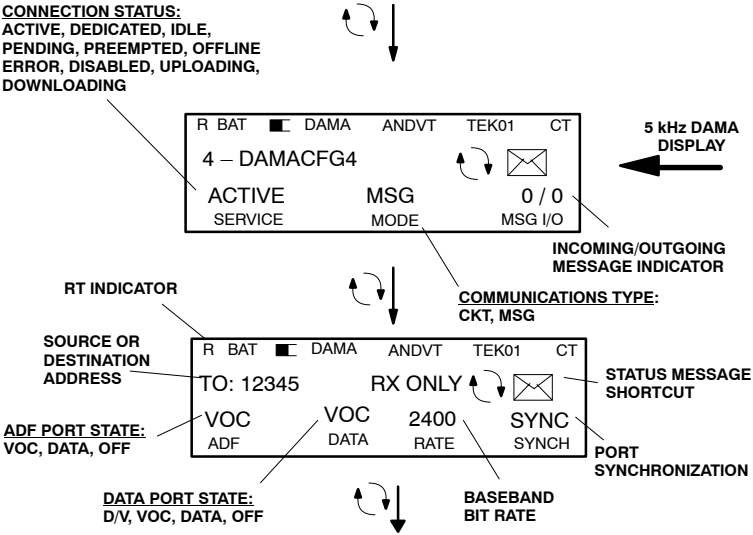 CONNECTION STATUS:
ACTIVE, DEDICATED, IDLE,
PENDING, PREEMPTED, OFFLINE
ERROR, DISABLED, UPLOADING,
DOWNLOADING
R BAT DAMA ANDVT TEK01 CT
4 – DAMACFG4
ACTIVE MSG 0 / 0
SERVICE MODE MSG I/O
5 kHz DAMA
DISPLAY
INCOMING/OUTGOING
MESSAGE INDICATOR
COMMUNICATIONS TYPE:
CKT, MSG
RT INDICATOR
SOURCE OR
DESTINATION
ADDRESS
R BAT DAMA ANDVT TEK01 CT
TO: 12345 RX ONLY
VOC VOC 2400 SYNC
ADF DATA RATE SYNCH
STATUS MESSAGE
SHORTCUT
ADF PORT STATE:
VOC, DATA, OFF
PORT
SYNCHRONIZATION
DATA PORT STATE:
D/V, VOC, DATA, OFF
BASEBAND
BIT RATE